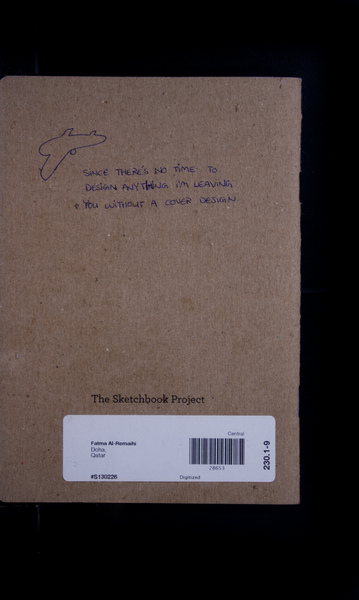 SINCE THERE'S NO TIME TO
DESIGN ANYTHING I'M LEAVING
YOU WITHOUT A COVER DESIGN
The Sketchbook Project
Central
Fatma Al-Remaihi
Doha,
Qatar
28653
#S130226
Digitized
230.1-9